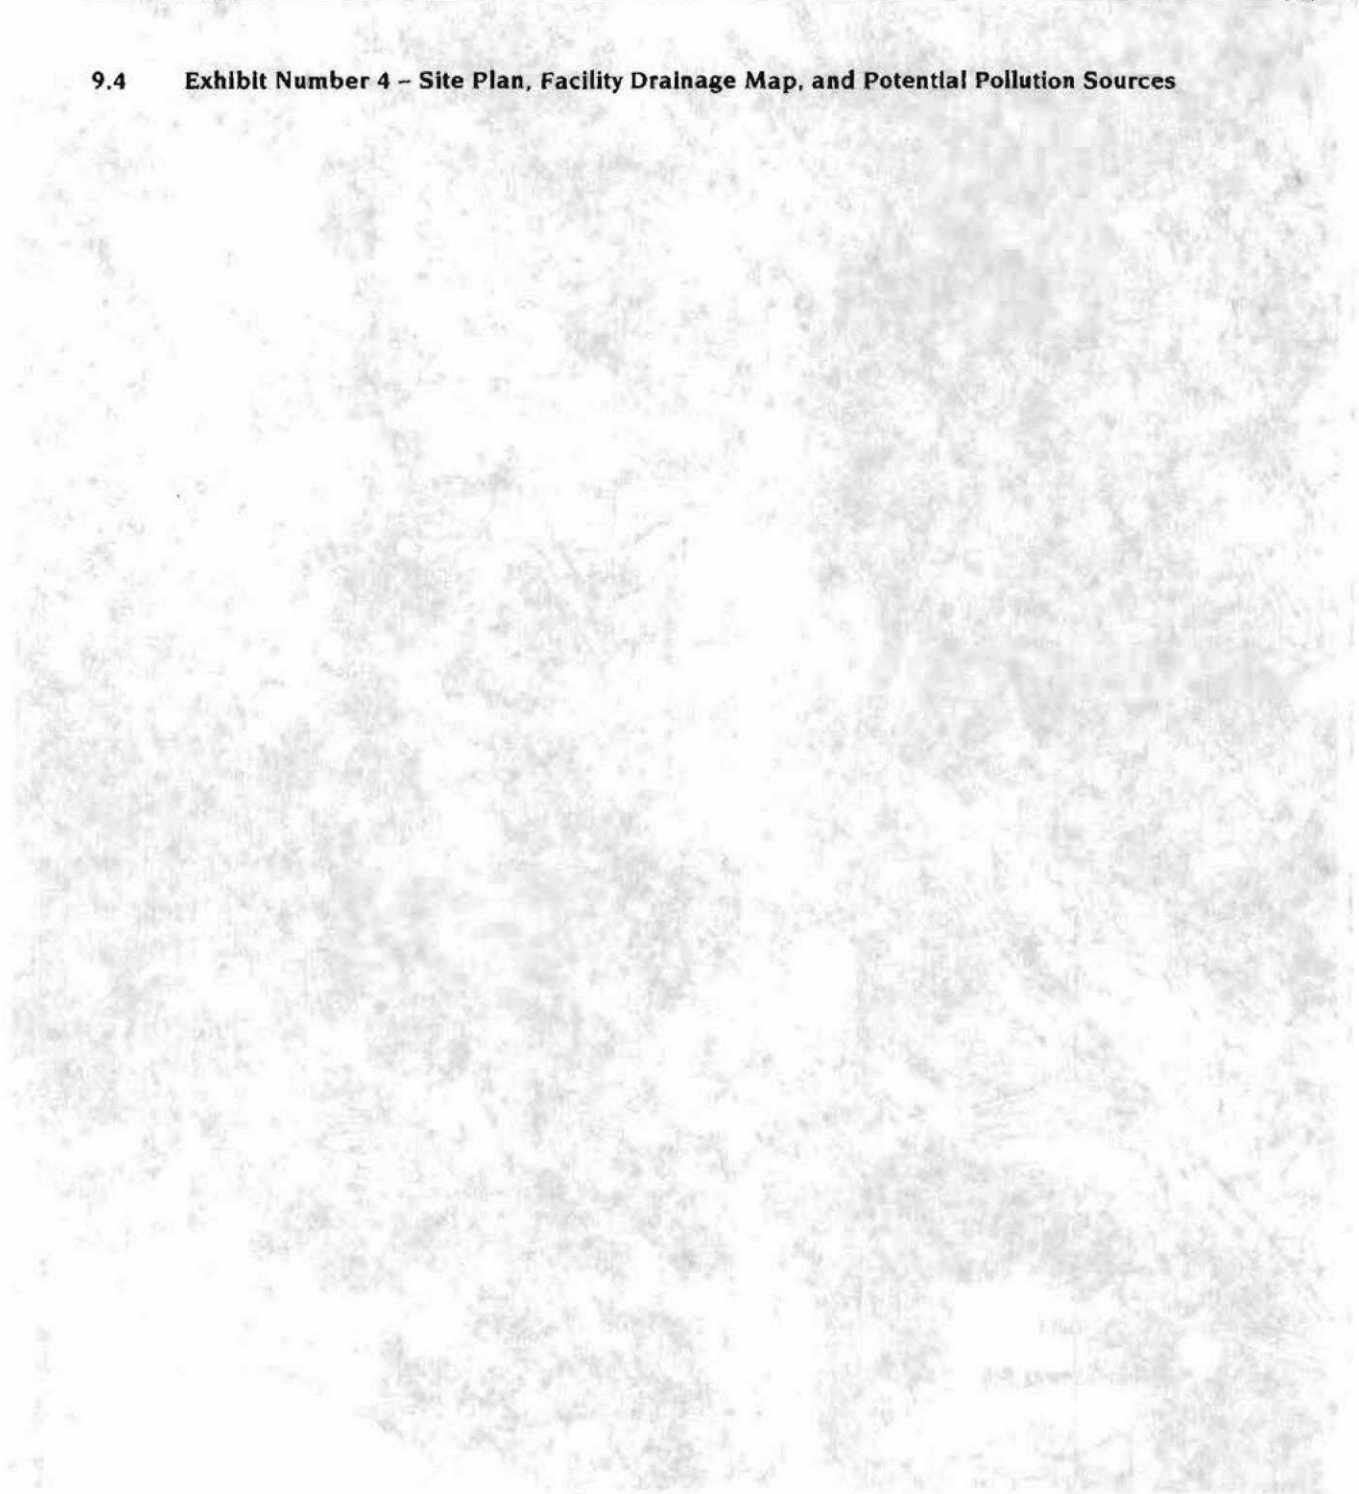 9.4 Exhibit Number 4 – Site Plan, Facility Drainage Map, and Potential Pollution Sources